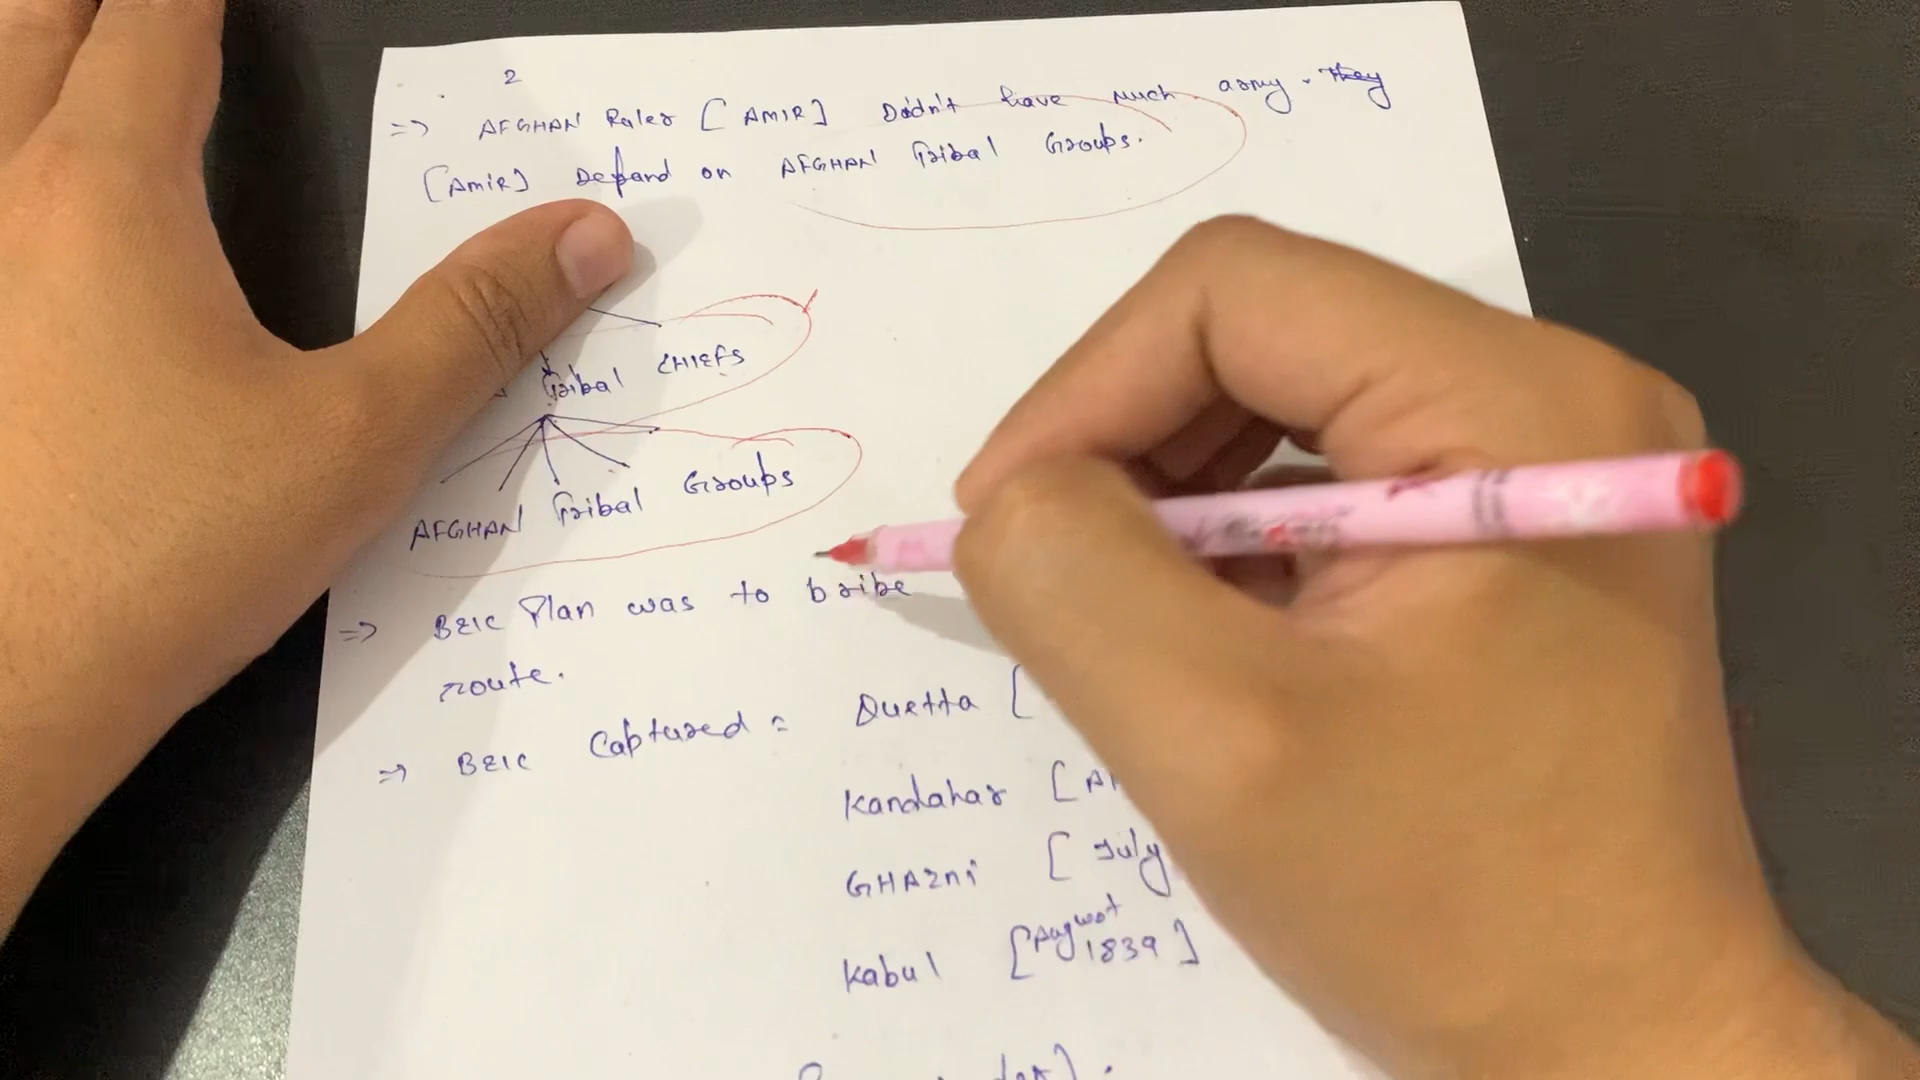 2
=> AFGHAN Ruler [AMIR] Didn't have much army. They
[AMIR] Depand on AFGHAN Tribal Groups.
Tribal CHIEFS
AFGHAN Tribal Groups
=> BEIC Plan was to bribe
route.
=> BEIC Captured = Quetta [
Kandahar [
GHAZNI [July
Kabul [August 1839]